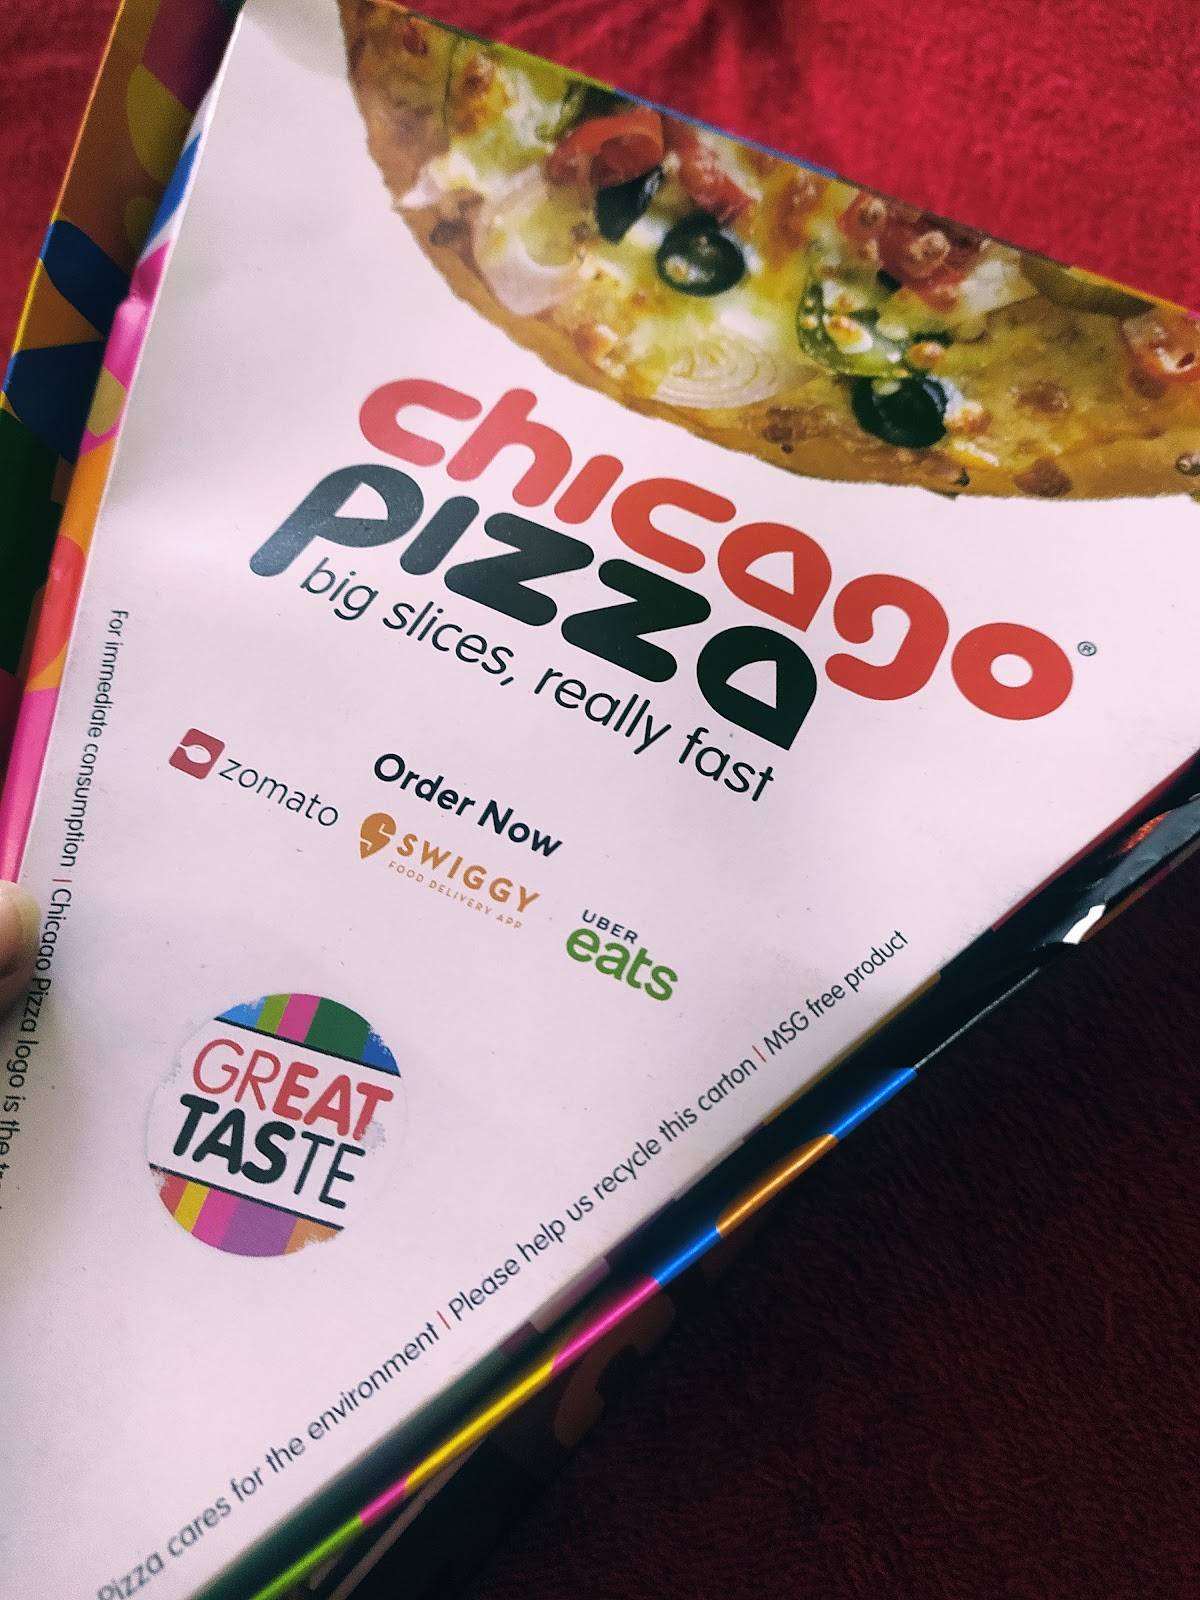 chicago®
pizza
big slices, really fast
Order Now
zomato
SWIGGY
FOOD DELIVERY APP
UBER
eats
GREAT
TASTE
For immediate consumption | Chicago Pizza logo is the
Pizza cares for the environment | Please help us recycle this carton | MSG free product